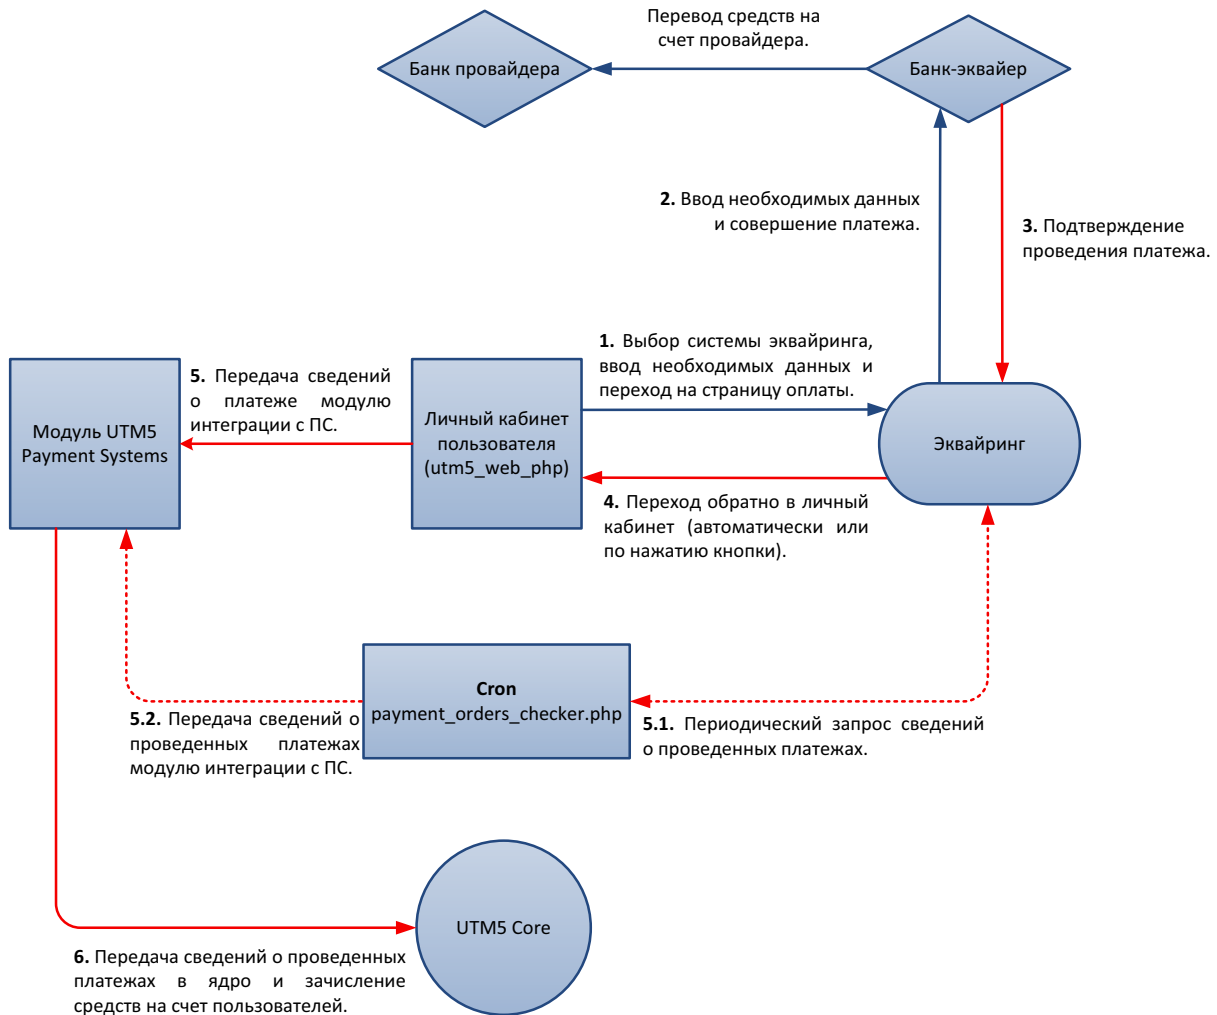 Перевод средств на
счет провайдера.
Банк провайдера
Банк-эквайер
2. Ввод необходимых данных
и совершение платежа.
3. Подтверждение
проведения платежа.
1. Выбор системы эквайринга,
ввод необходимых данных и
переход на страницу оплаты.
5. Передача сведений
о платеже модулю
интеграции с ПС.
Модуль UTM5
Payment Systems
Личный кабинет
пользователя
(utm5_web_php)
Эквайринг
4. Переход обратно в личный
кабинет (автоматически или
по нажатию кнопки).
Cron
payment_orders_checker.php
5.2. Передача сведений о
проведенных платежах
модулю интеграции с ПС.
5.1. Периодический запрос сведений
о проведенных платежах.
UTM5 Core
6. Передача сведений о проведенных
платежах в ядро и зачисление
средств на счет пользователей.